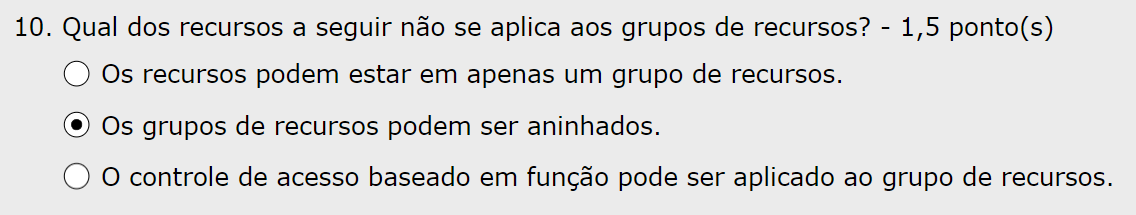 10. Qual dos recursos a seguir não se aplica aos grupos de recursos? - 1,5 ponto(s)
Os recursos podem estar em apenas um grupo de recursos.
Os grupos de recursos podem ser aninhados.
O controle de acesso baseado em função pode ser aplicado ao grupo de recursos.